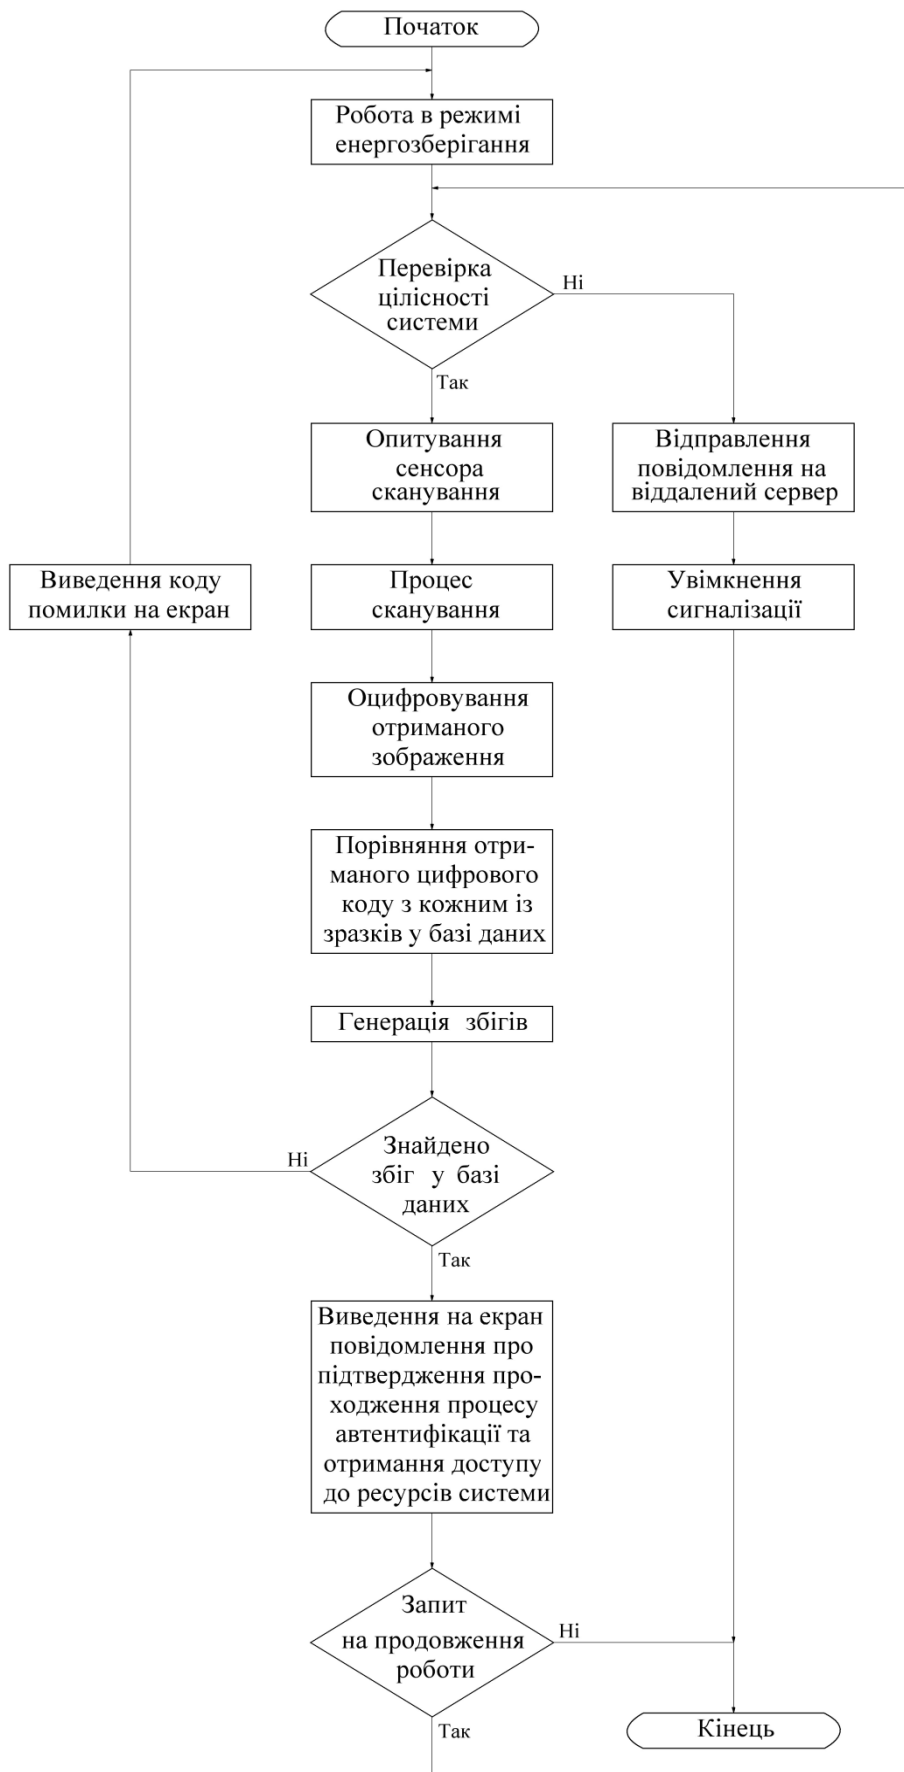 Початок
Робота в режимі
енергозберігання
Перевірка
цілісності
системи
Ні
Так
Опитування
сенсора
сканування
Відправлення
повідомлення на
віддалений сервер
Виведення коду
помилки на екран
Процес
сканування
Увімкнення
сигналізації
Оцифровування
отриманого
зображення
Порівняння отри-
маного цифрового
коду з кожним із
зразків у базі даних
Генерація збігів
Ні
Знайдено
збіг у базі
даних
Так
Виведення на екран
повідомлення про
підтвердження про-
ходження процесу
автентифікації та
отримання доступу
до ресурсів системи
Запит
на продовження
роботи
Ні
Так
Кінець